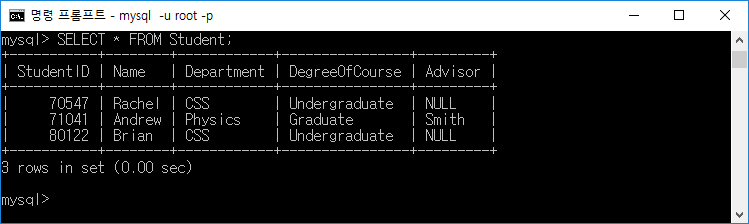 명령 프롬프트 - mysql -u root -p
mysql> SELECT * FROM Student;
+-----------+--------+------------+----------------+---------+
| StudentID | Name   | Department | DegreeOfCourse | Advisor |
+-----------+--------+------------+----------------+---------+
|     70547 | Rachel | CSS        | Undergraduate  | NULL    |
|     71041 | Andrew | Physics    | Graduate       | Smith   |
|     80122 | Brian  | CSS        | Undergraduate  | NULL    |
+-----------+--------+------------+----------------+---------+
3 rows in set (0.00 sec)
mysql>